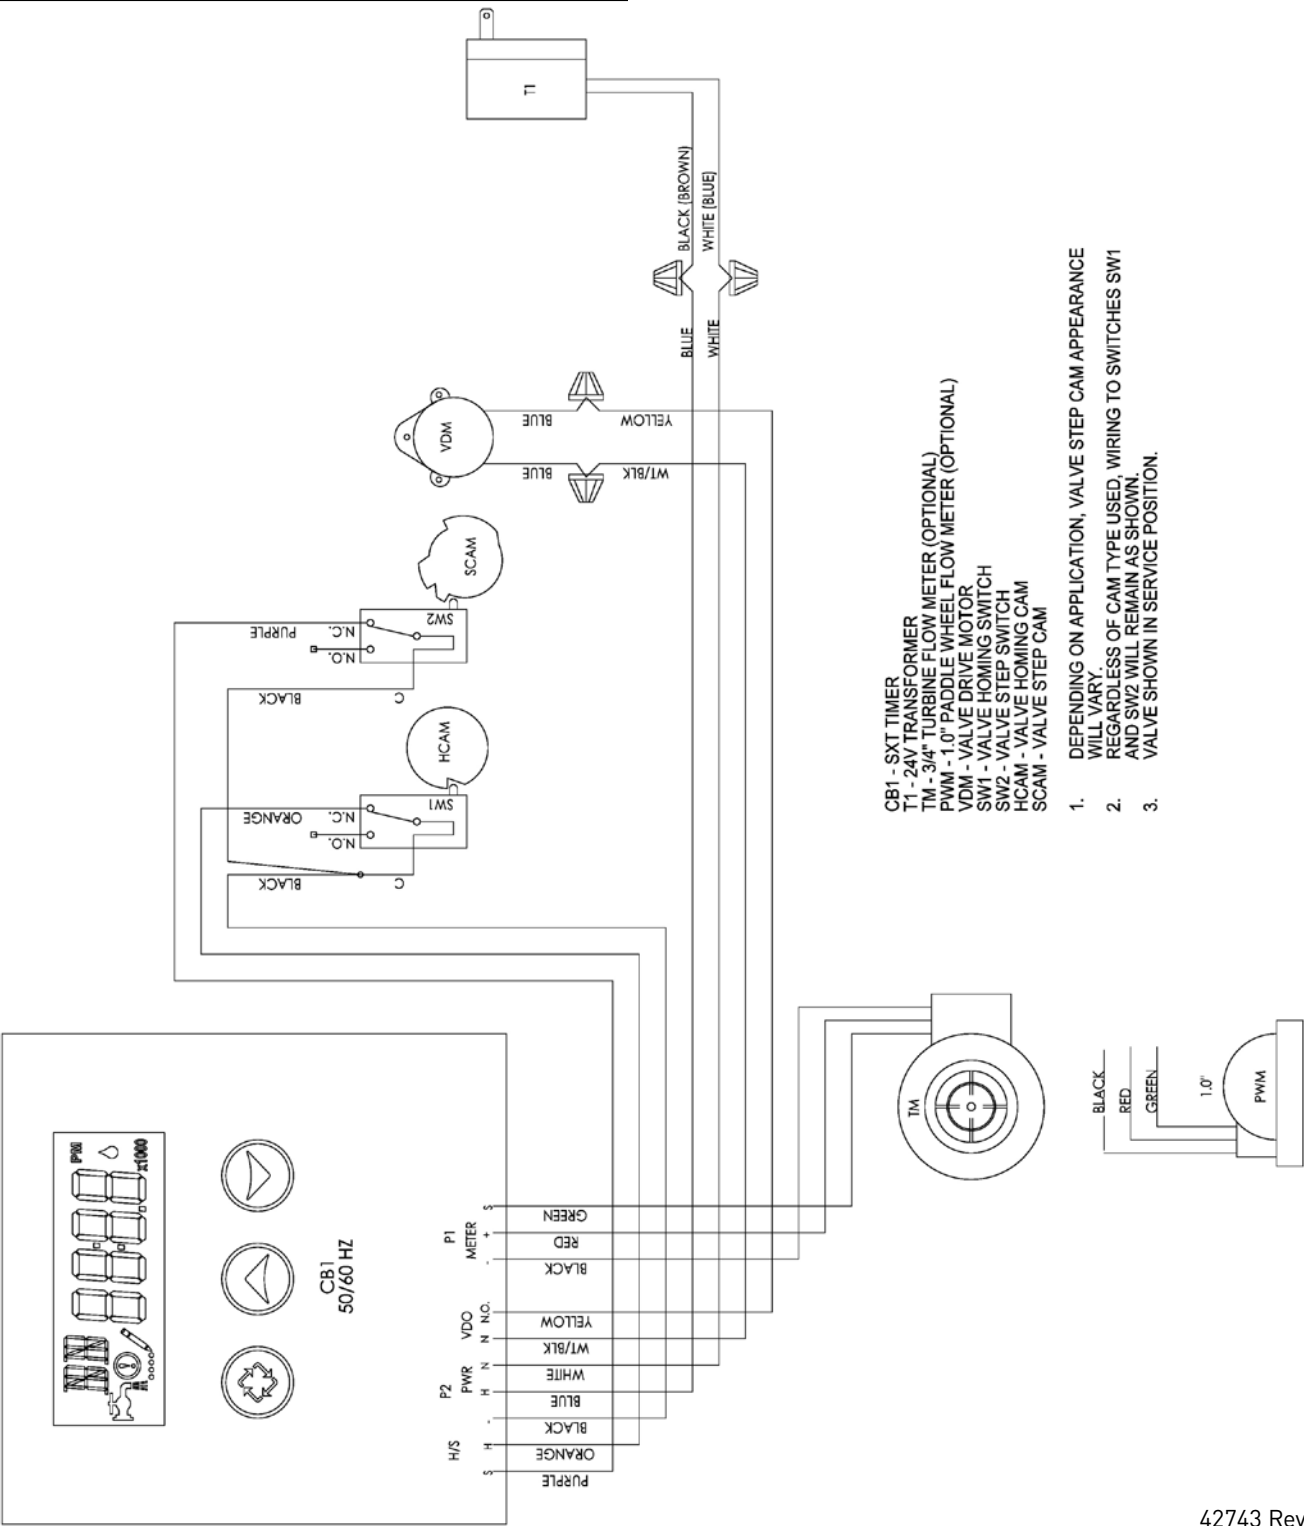 T1
BLACK (BROWN)
WHITE (BLUE)
BLUE
WHITE
VDM
BLUE
YELLOW
BLUE
WT/BLK
SCAM
SW2
PURPLE
N.C.
N.O.
BLACK
C
HCAM
SW1
ORANGE
N.C.
N.O.
BLACK
C
CB1 - SXT TIMER
T1 - 24V TRANSFORMER
TM - 3/4" TURBINE FLOW METER (OPTIONAL)
PWM - 1.0" PADDLE WHEEL FLOW METER (OPTIONAL)
VDM - VALVE DRIVE MOTOR
SW1 - VALVE HOMING SWITCH
SW2 - VALVE STEP SWITCH
HCAM - VALVE HOMING CAM
SCAM - VALVE STEP CAM
1. DEPENDING ON APPLICATION, VALVE STEP CAM APPEARANCE
WILL VARY.
2. REGARDLESS OF CAM TYPE USED, WIRING TO SWITCHES SW1
AND SW2 WILL REMAIN AS SHOWN.
3. VALVE SHOWN IN SERVICE POSITION.
PM
x1000
CB1
50/60 HZ
P1
METER
S
+
-
GREEN
RED
BLACK
P2
VDO
N.O.
N
YELLOW
WT/BLK
PWR
N
H
WHITE
BLUE
H/S
-
H
S
BLACK
ORANGE
PURPLE
TM
BLACK
RED
GREEN
1.0"
PWM
42743 Rev